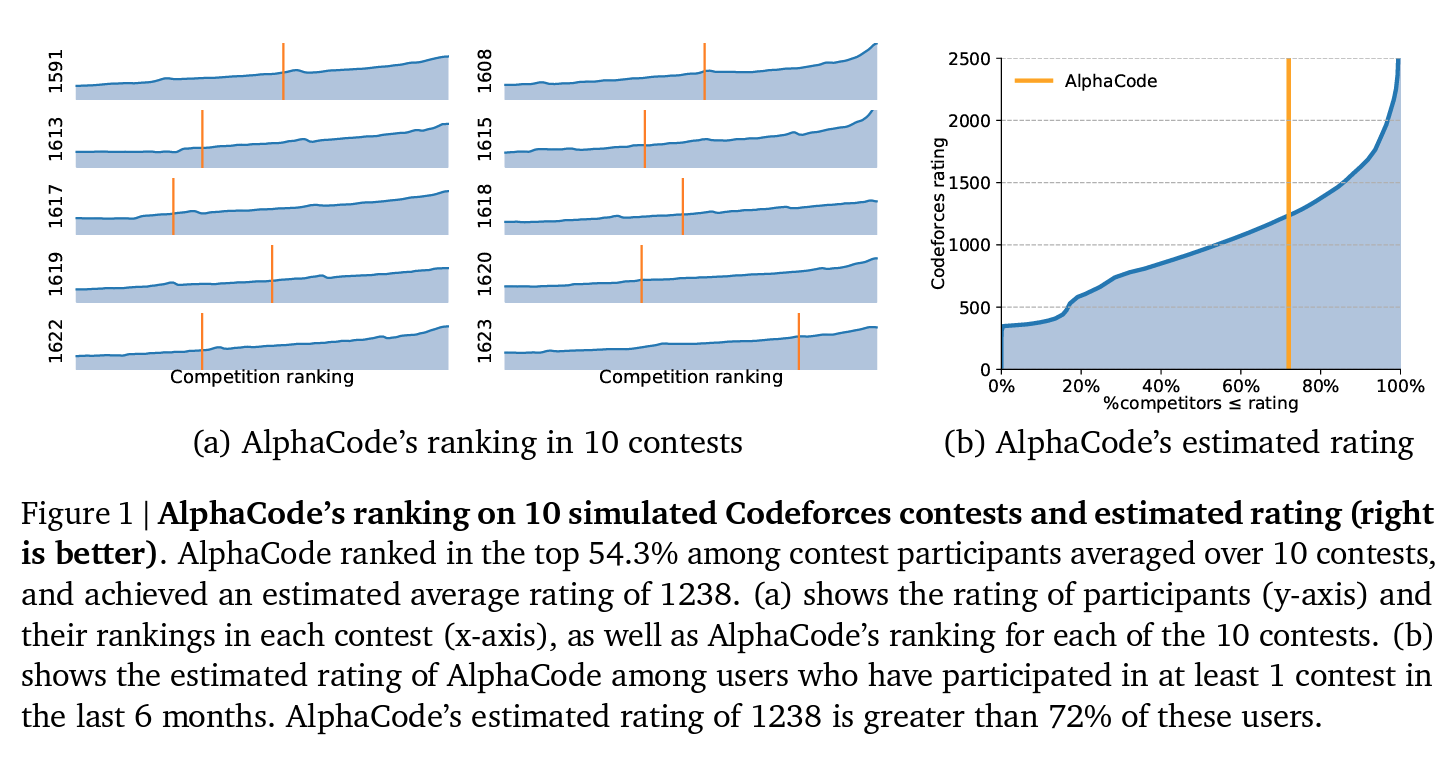 1591
1608
1613
1615
1617
1618
1619
1620
1622
1623
Competition ranking
Competition ranking
(a) AlphaCode’s ranking in 10 contests
2500
2000
1500
1000
500
0
Codeforces rating
AlphaCode
0% 20% 40% 60% 80% 100%
%competitors ≤ rating
(b) AlphaCode’s estimated rating
Figure 1 | AlphaCode’s ranking on 10 simulated Codeforces contests and estimated rating (right
is better). AlphaCode ranked in the top 54.3% among contest participants averaged over 10 contests,
and achieved an estimated average rating of 1238. (a) shows the rating of participants (y-axis) and
their rankings in each contest (x-axis), as well as AlphaCode’s ranking for each of the 10 contests. (b)
shows the estimated rating of AlphaCode among users who have participated in at least 1 contest in
the last 6 months. AlphaCode’s estimated rating of 1238 is greater than 72% of these users.